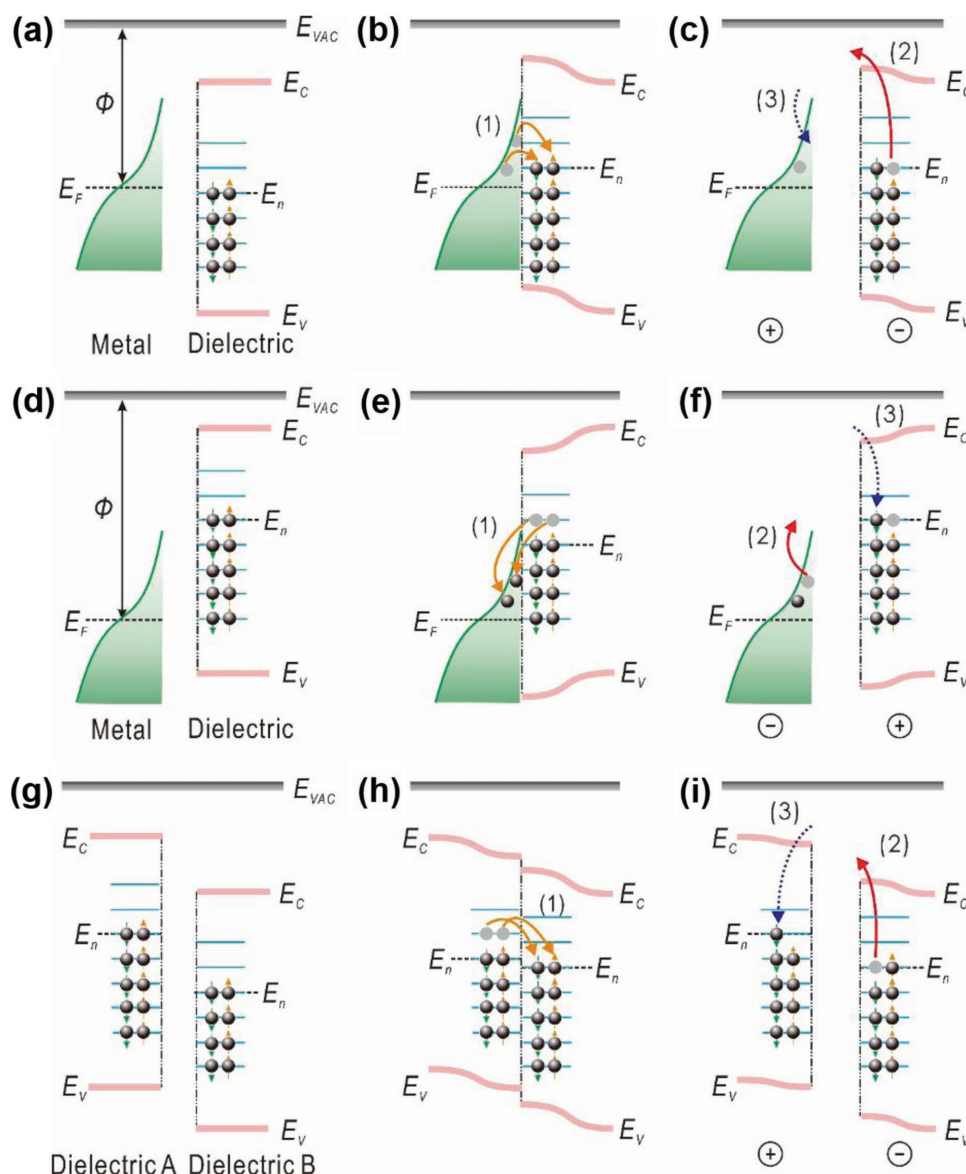 (a) E_VAC (b) (c) (2)
ϕ E_C E_C (3) E_C
(1)
E_F E_n E_F E_n E_F E_n
E_V E_V E_V
Metal Dielectric + −
(d) E_VAC (e) (f) (3)
E_C E_C E_C
ϕ E_n (1) E_n (2) E_n
E_F E_F E_F
E_V E_V E_V
Metal Dielectric − +
(g) E_VAC (h) (i) (3)
E_C E_C E_C (2)
E_C E_C E_C
E_n (1) E_n
E_n E_n E_n E_n
E_V E_V E_V
E_V E_V E_V
Dielectric A Dielectric B + −